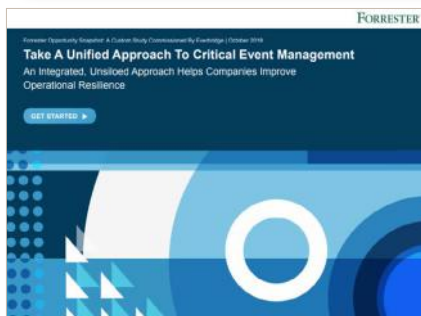 FORRESTER
Forrester Opportunity Snapshot: A Custom Study Commissioned By Everbridge | October 2019
Take A Unified Approach To Critical Event Management
An Integrated, Unsiloed Approach Helps Companies Improve
Operational Resilience
GET STARTED